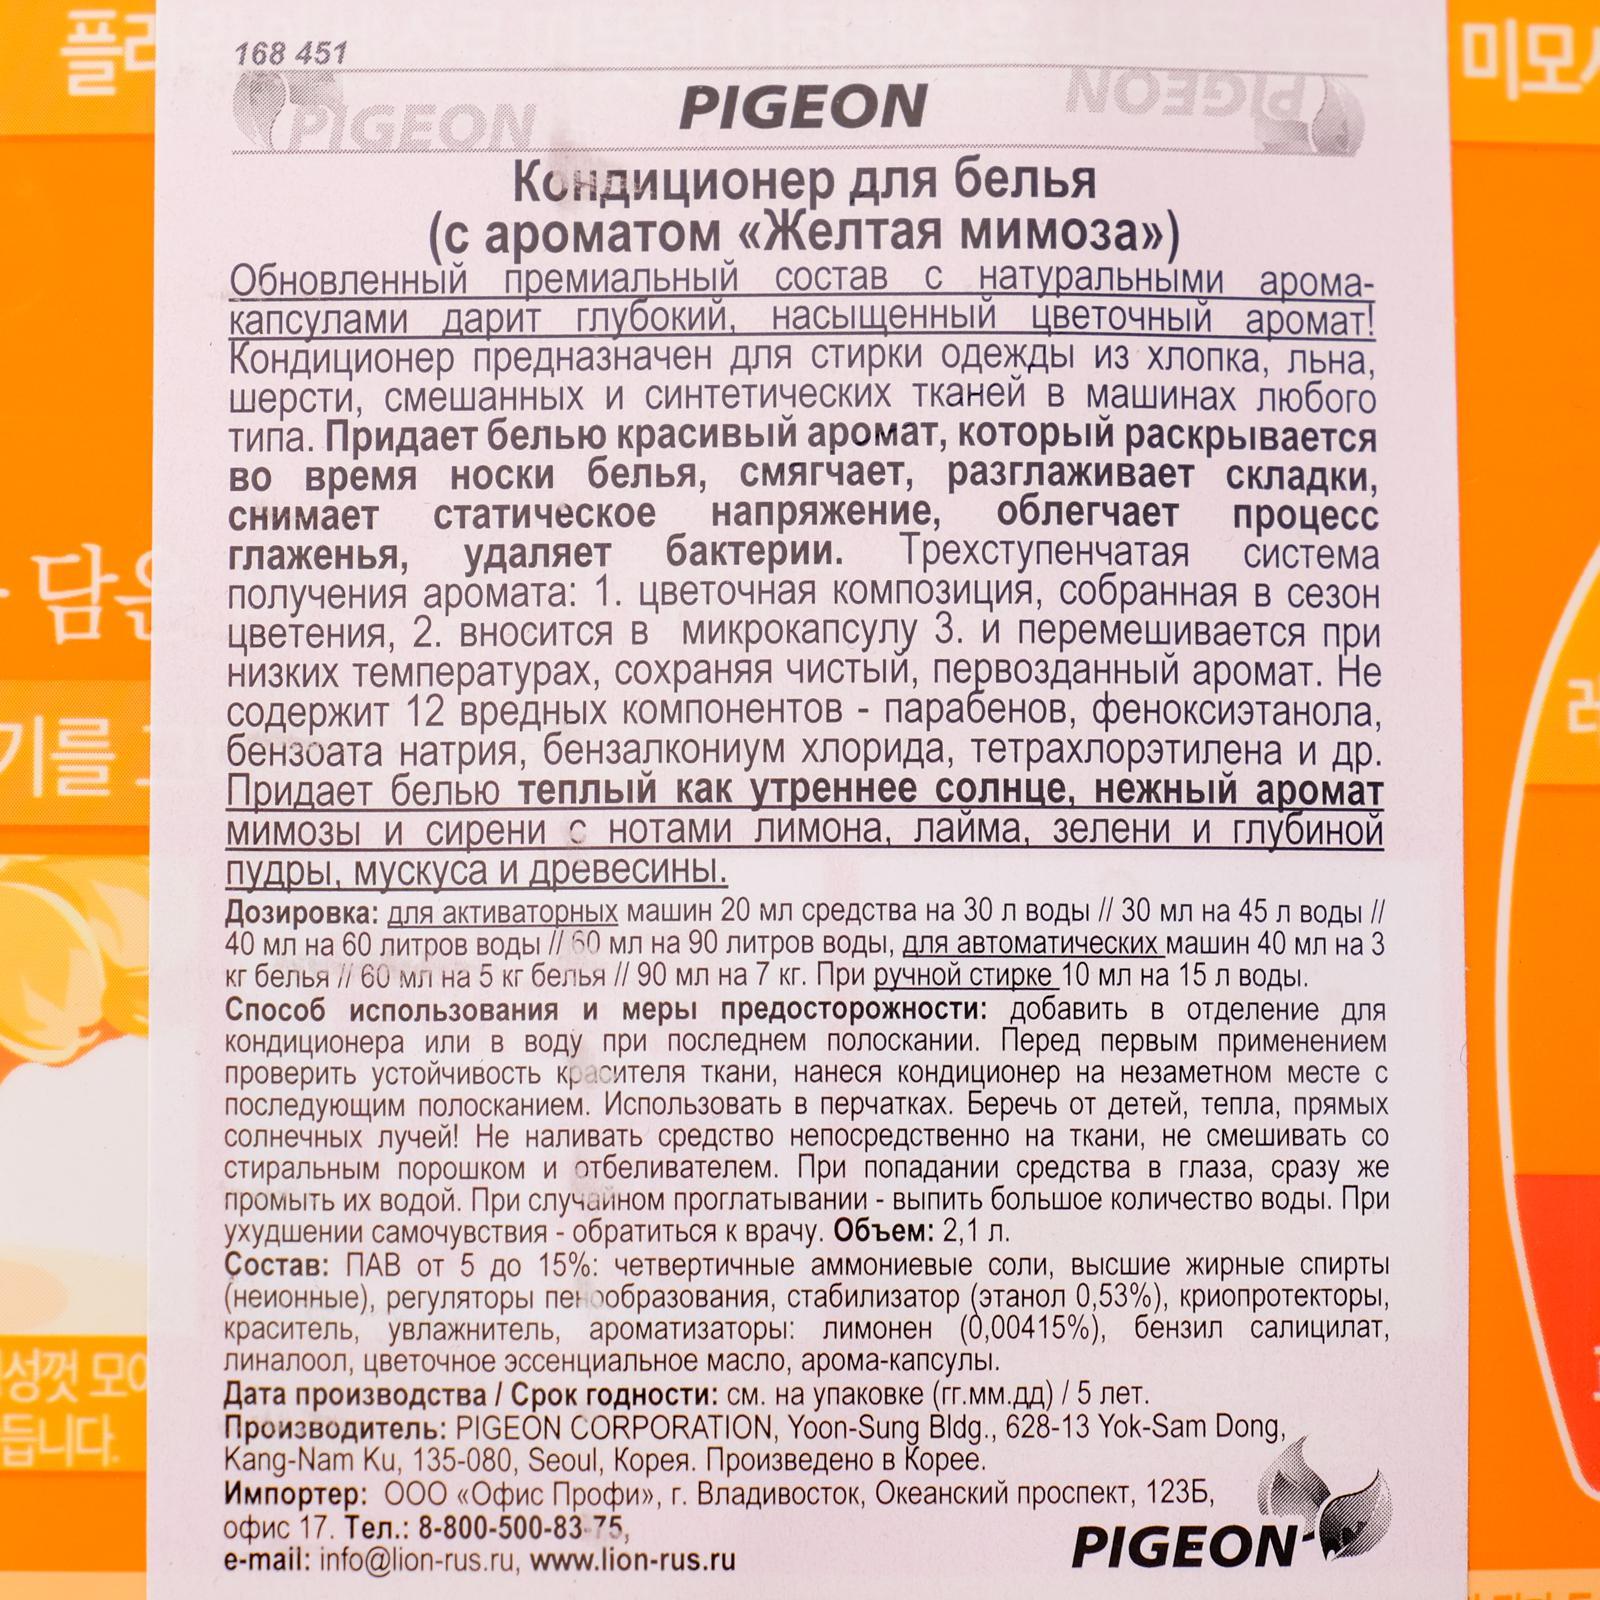 168 451
PIGEON PIGEON PIGEON
Кондиционер для белья
(с ароматом «Желтая мимоза»)
Обновленный премиальный состав с натуральными арома-
капсулами дарит глубокий, насыщенный цветочный аромат!
Кондиционер предназначен для стирки одежды из хлопка, льна,
шерсти, смешанных и синтетических тканей в машинах любого
типа. Придает белью красивый аромат, который раскрывается
во время носки белья, смягчает, разглаживает складки,
снимает статическое напряжение, облегчает процесс
глаженья, удаляет бактерии. Трехступенчатая система
получения аромата: 1. цветочная композиция, собранная в сезон
цветения, 2. вносится в микрокапсулу 3. и перемешивается при
низких температурах, сохраняя чистый, первозданный аромат. Не
содержит 12 вредных компонентов - парабенов, феноксиэтанола,
бензоата натрия, бензалкониум хлорида, тетрахлорэтилена и др.
Придает белью теплый как утреннее солнце, нежный аромат
мимозы и сирени с нотами лимона, лайма, зелени и глубиной
пудры, мускуса и древесины.
Дозировка: для активаторных машин 20 мл средства на 30 л воды // 30 мл на 45 л воды //
40 мл на 60 литров воды // 60 мл на 90 литров воды, для автоматических машин 40 мл на 3
кг белья // 60 мл на 5 кг белья // 90 мл на 7 кг. При ручной стирке 10 мл на 15 л воды.
Способ использования и меры предосторожности: добавить в отделение для
кондиционера или в воду при последнем полоскании. Перед первым применением
проверить устойчивость красителя ткани, нанеся кондиционер на незаметном месте с
последующим полосканием. Использовать в перчатках. Беречь от детей, тепла, прямых
солнечных лучей! Не наливать средство непосредственно на ткани, не смешивать со
стиральным порошком и отбеливателем. При попадании средства в глаза, сразу же
промыть их водой. При случайном проглатывании - выпить большое количество воды. При
ухудшении самочувствия - обратиться к врачу. Объем: 2,1 л.
Состав: ПАВ от 5 до 15%: четвертичные аммониевые соли, высшие жирные спирты
(неионные), регуляторы пенообразования, стабилизатор (этанол 0,53%), криопротекторы,
краситель, увлажнитель, ароматизаторы: лимонен (0,00415%), бензил салицилат,
линалоол, цветочное эссенциальное масло, арома-капсулы.
Дата производства / Срок годности: см. на упаковке (гг.мм.дд) / 5 лет.
Производитель: PIGEON CORPORATION, Yoon-Sung Bldg., 628-13 Yok-Sam Dong,
Kang-Nam Ku, 135-080, Seoul, Корея. Произведено в Корее.
Импортер: ООО «Офис Профи», г. Владивосток, Океанский проспект, 123Б,
офис 17. Тел.: 8-800-500-83-75,
e-mail: info@lion-rus.ru, www.lion-rus.ru
PIGEON
기를
듭니다.